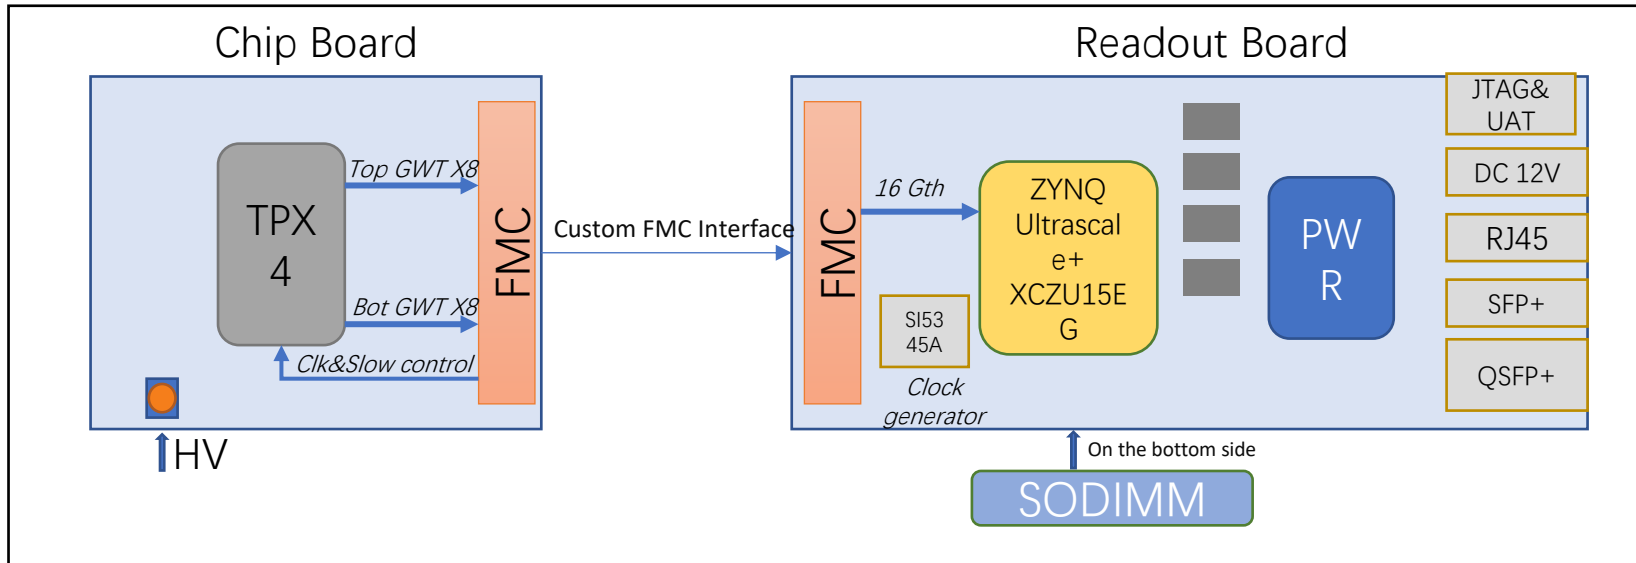 Chip Board
Readout Board
TPX
4
Top GWT X8
Bot GWT X8
Clk&Slow control
FMC
HV
Custom FMC Interface
FMC
16 Gth
SI53
45A
Clock
generator
ZYNQ
Ultrascal
e+
XCZU15E
G
PW
R
JTAG&
UAT
DC 12V
RJ45
SFP+
QSFP+
On the bottom side
SODIMM